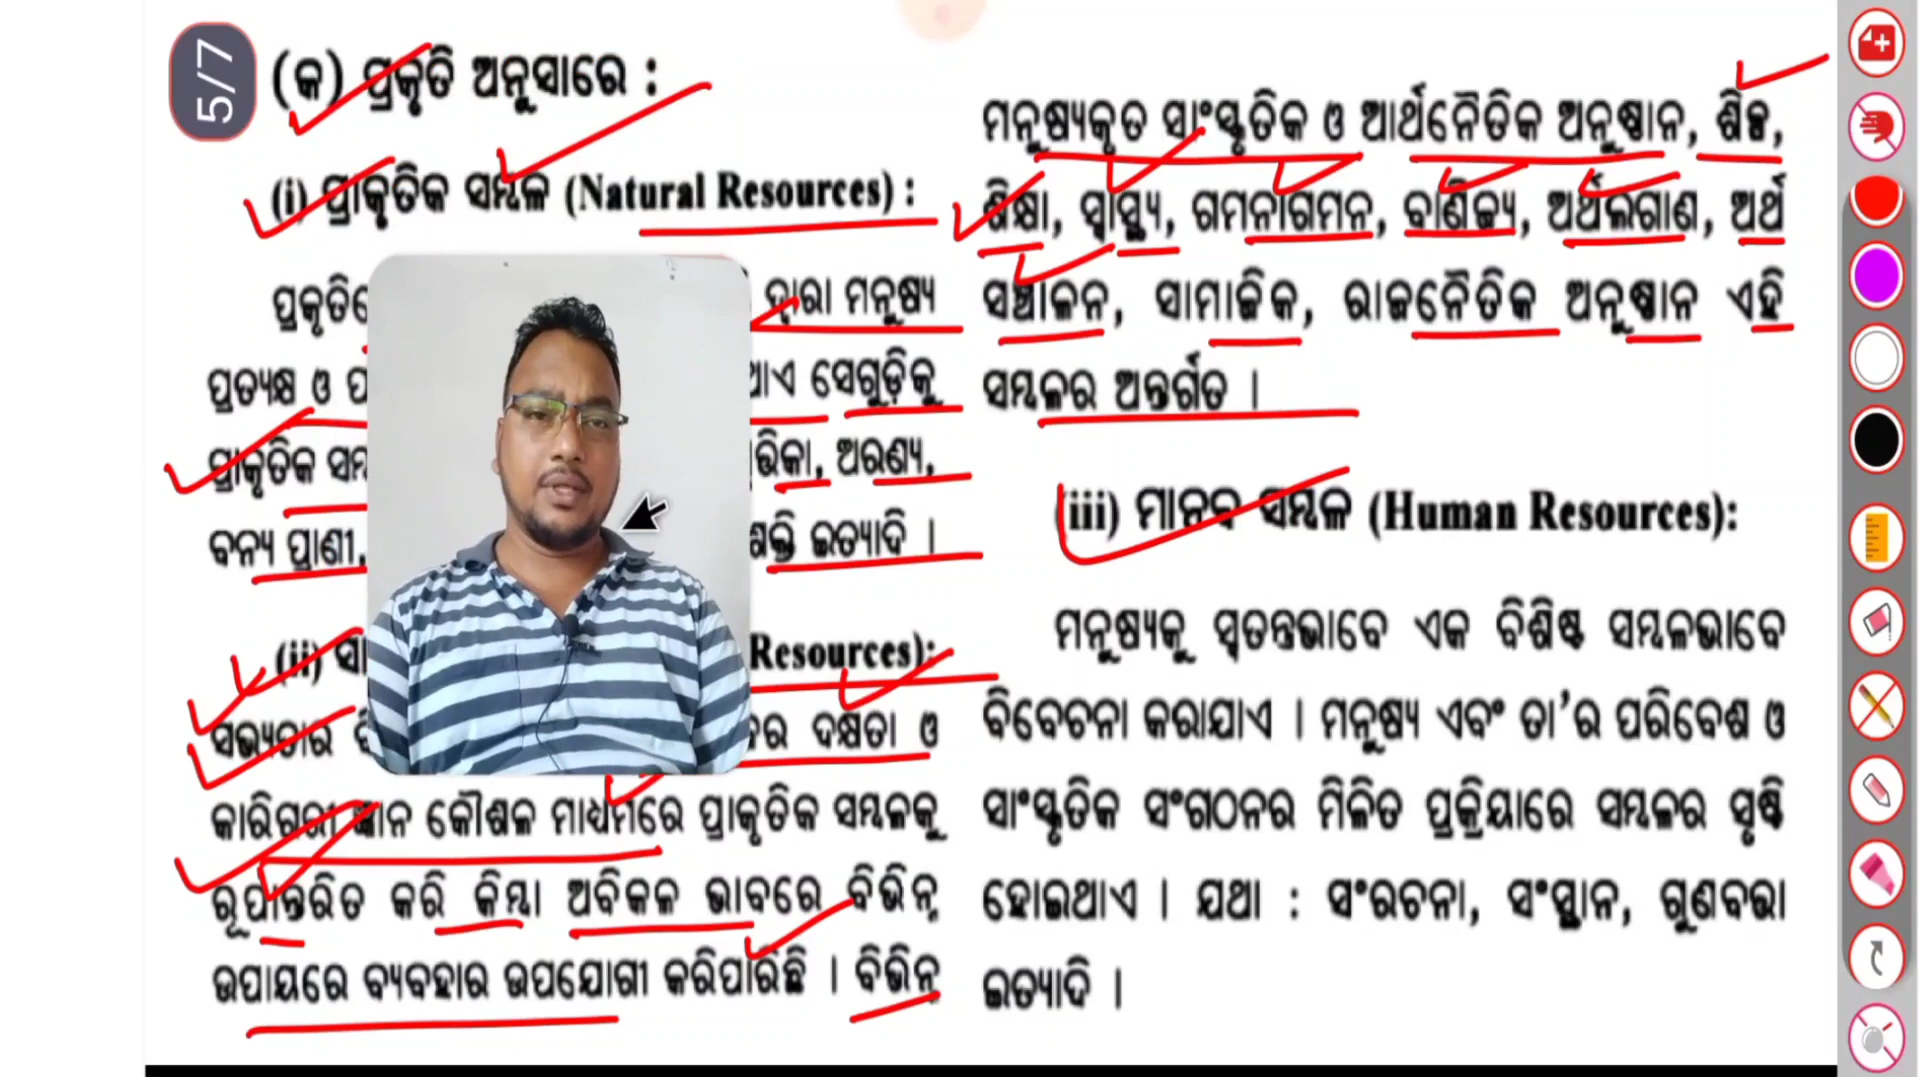 5/7
(କ) ପ୍ରକୃତି ଅନୁସାରେ :
(i) ପ୍ରାକୃତିକ ସମ୍ବଳ (Natural Resources) :
ଦ୍ୱାରା ମନୁଷ୍ୟ
ପ୍ରତ୍ୟକ୍ଷ ଓ ସେଗୁଡ଼ିକୁ
ପ୍ରାକୃତିକ ଅରଣ୍ୟ,
ବନ୍ୟ ପ୍ରାଣୀ, ଇତ୍ୟାଦି ।
(ii) Resources):
ସଭ୍ୟତାର ଦକ୍ଷତା ଓ
କାରିଗରୀ ଜ୍ଞାନ କୌଶଳ ମାଧ୍ୟମରେ ପ୍ରାକୃତିକ ସମ୍ବଳକୁ
ରୂପାନ୍ତରିତ କରି କିମ୍ବା ଅବିକଳ ଭାବରେ ବିଭିନ୍ନ
ଉପାୟରେ ବ୍ୟବହାର ଉପଯୋଗୀ କରିପାରିଛି । ବିଭିନ୍ନ
ମନୁଷ୍ୟକୃତ ସାଂସ୍କୃତିକ ଓ ଆର୍ଥନୈତିକ ଅନୁଷ୍ଠାନ, ଶିଳ୍ପ,
ଶିକ୍ଷା, ସ୍ୱାସ୍ଥ୍ୟ, ଗମନାଗମନ, ବାଣିଜ୍ୟ, ଅର୍ଥଲଗାଣ, ଅର୍ଥ
ସଞ୍ଚାଳନ, ସାମାଜିକ, ରାଜନୈତିକ ଅନୁଷ୍ଠାନ ଏହି
ସମ୍ବଳର ଅନ୍ତର୍ଗତ ।
(iii) ମାନବ ସମ୍ବଳ (Human Resources):
ମନୁଷ୍ୟକୁ ସ୍ୱତନ୍ତ୍ରଭାବେ ଏକ ବିଶିଷ୍ଟ ସମ୍ବଳଭାବେ
ବିବେଚନା କରାଯାଏ । ମନୁଷ୍ୟ ଏବଂ ତା'ର ପରିବେଶ ଓ
ସାଂସ୍କୃତିକ ସଂଗଠନର ମିଳିତ ପ୍ରକ୍ରିୟାରେ ସମ୍ବଳର ସୃଷ୍ଟି
ହୋଇଥାଏ । ଯଥା : ସଂରଚନା, ସଂସ୍ଥାନ, ଗୁଣବତ୍ତା
ଇତ୍ୟାଦି ।